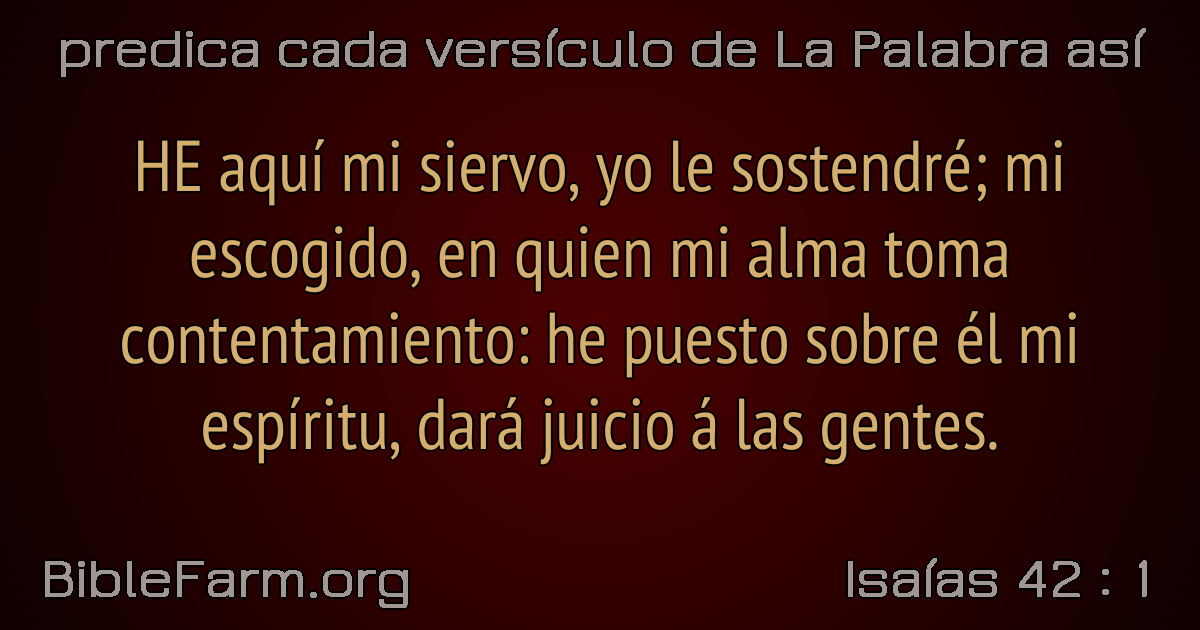 predica cada versículo de La Palabra así
HE aquí mi siervo, yo le sostendré; mi
escogido, en quien mi alma toma
contentamiento: he puesto sobre él mi
espíritu, dará juicio á las gentes.
BibleFarm.org
Isaías 42 : 1